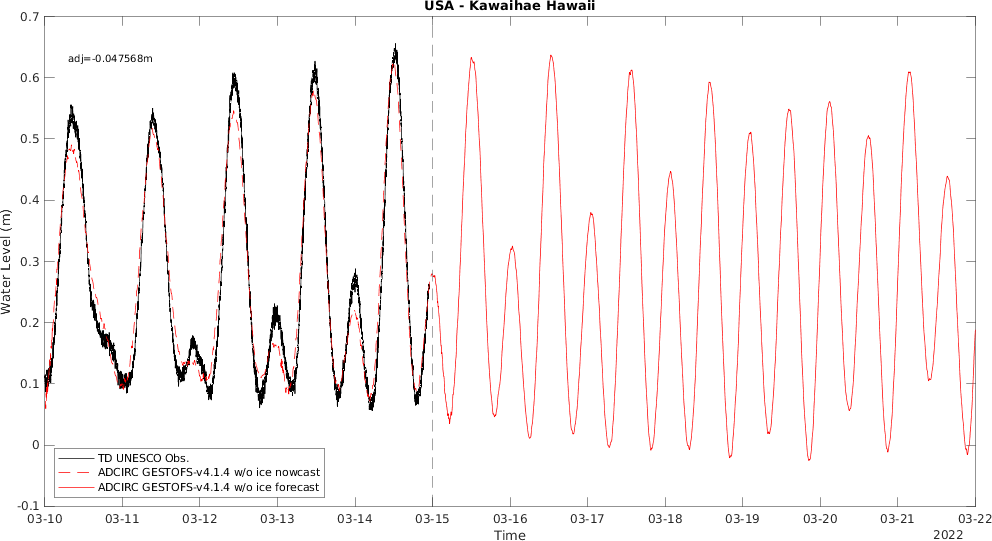 USA - Kawaihae Hawaii
0.7
adj=-0.047568m
0.6
0.5
0.4
0.3
0.2
0.1
0
-0.1
Water Level (m)
TD UNESCO Obs.
ADCIRC GESTOFS-v4.1.4 w/o ice nowcast
ADCIRC GESTOFS-v4.1.4 w/o ice forecast
03-10 03-11 03-12 03-13 03-14 03-15 03-16 03-17 03-18 03-19 03-20 03-21 03-22
Time
2022